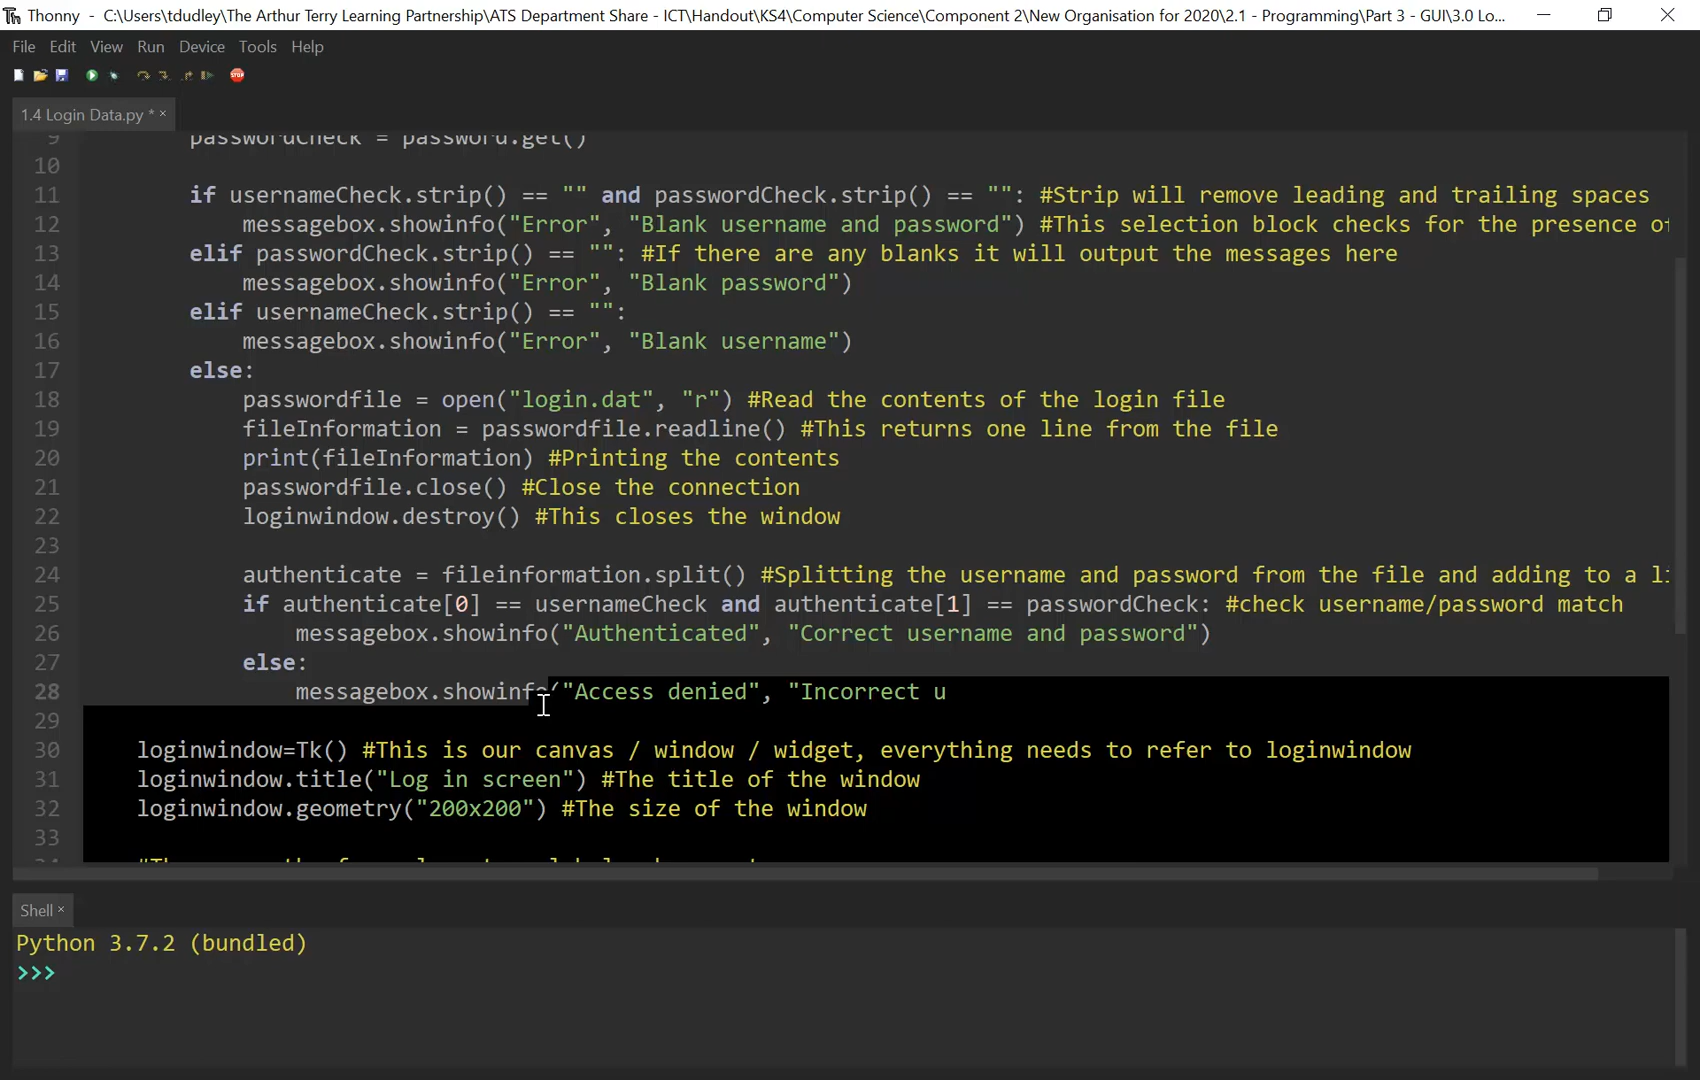 Thonny - C:\Users\tdudley\The Arthur Terry Learning Partnership\ATS Department Share - ICT\Handout\KS4\Computer Science\Component 2\New Organisation for 2020\2.1 - Programming\Part 3 - GUI\3.0 Lo...
File Edit View Run Device Tools Help
STOP
1.4 Login Data.py * ×
9 passwordCheck = password.get()
10
11 if usernameCheck.strip() == "" and passwordCheck.strip() == "": #Strip will remove leading and trailing spaces
12 messagebox.showinfo("Error", "Blank username and password") #This selection block checks for the presence of
13 elif passwordCheck.strip() == "": #If there are any blanks it will output the messages here
14 messagebox.showinfo("Error", "Blank password")
15 elif usernameCheck.strip() == "":
16 messagebox.showinfo("Error", "Blank username")
17 else:
18 passwordfile = open("login.dat", "r") #Read the contents of the login file
19 fileInformation = passwordfile.readline() #This returns one line from the file
20 print(fileInformation) #Printing the contents
21 passwordfile.close() #Close the connection
22 loginwindow.destroy() #This closes the window
23
24 authenticate = fileinformation.split() #Splitting the username and password from the file and adding to a
25 if authenticate[0] == usernameCheck and authenticate[1] == passwordCheck: #check username/password match
26 messagebox.showinfo("Authenticated", "Correct username and password")
27 else:
28 messagebox.showinfo("Access denied", "Incorrect u
29
30 loginwindow=Tk() #This is our canvas / window / widget, everything needs to refer to loginwindow
31 loginwindow.title("Log in screen") #The title of the window
32 loginwindow.geometry("200x200") #The size of the window
33
Shell ×
Python 3.7.2 (bundled)
>>>